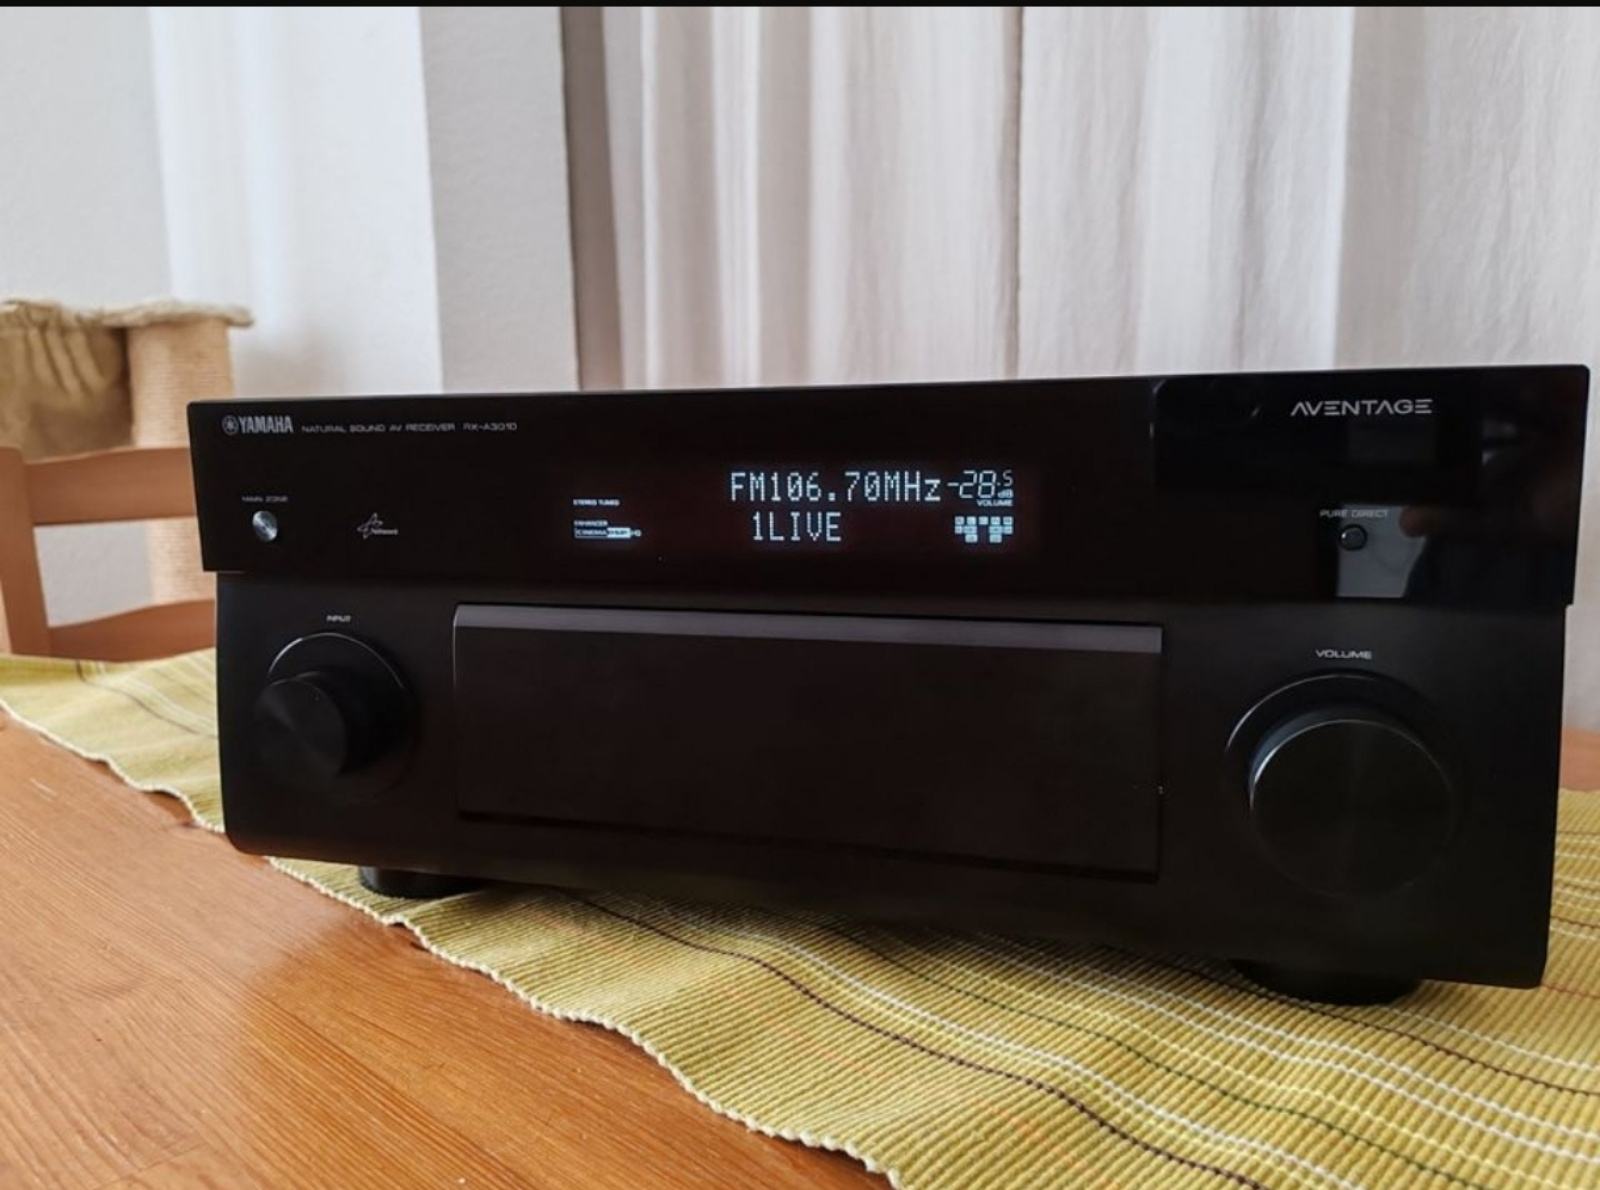 YAMAHA NATURAL SOUND AV RECEIVER RX-A3010
AVENTAGE
MAIN ZONE
STEREO TUNED
FM106.70MHz -28.5 dB
VOLUME
ENHANCER
1LIVE
PURE DIRECT
INPUT
VOLUME